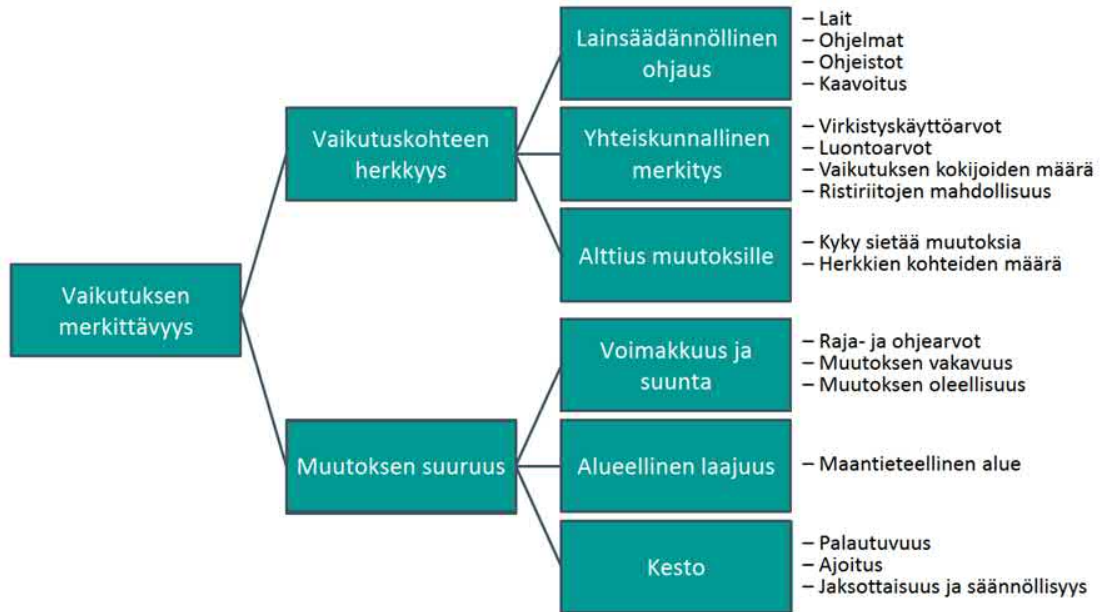 Lainsäädännöllinen
ohjaus
– Lait
– Ohjelmat
– Ohjeistot
– Kaavoitus
Vaikutuskohteen
herkkyys
Yhteiskunnallinen
merkitys
– Virkistyskäyttöarvot
– Luontoarvot
– Vaikutuksen kokijoiden määrä
– Ristiriitojen mahdollisuus
Alttius muutoksille
– Kyky sietää muutoksia
– Herkkien kohteiden määrä
Vaikutuksen
merkittävyys
Voimakkuus ja
suunta
– Raja- ja ohjearvot
– Muutoksen vakavuus
– Muutoksen oleellisuus
Muutoksen suuruus
Alueellinen laajuus
– Maantieteellinen alue
Kesto
– Palautuvuus
– Ajoitus
– Jaksottaisuus ja säännöllisyys